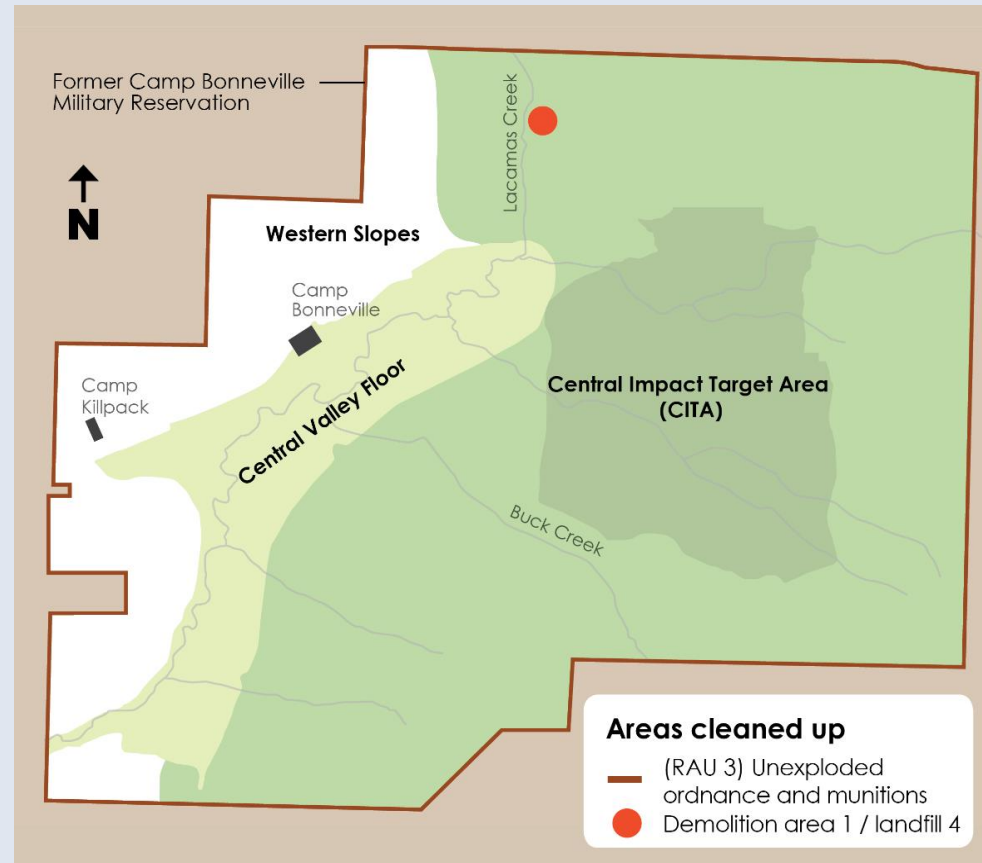 Former Camp Bonneville
Military Reservation
N
Lacamas Creek
Western Slopes
Camp
Bonneville
Camp
Killpack
Central Valley Floor
Central Impact Target Area
(CITA)
Buck Creek
Areas cleaned up
(RAU 3) Unexploded
ordnance and munitions
Demolition area 1 / landfill 4